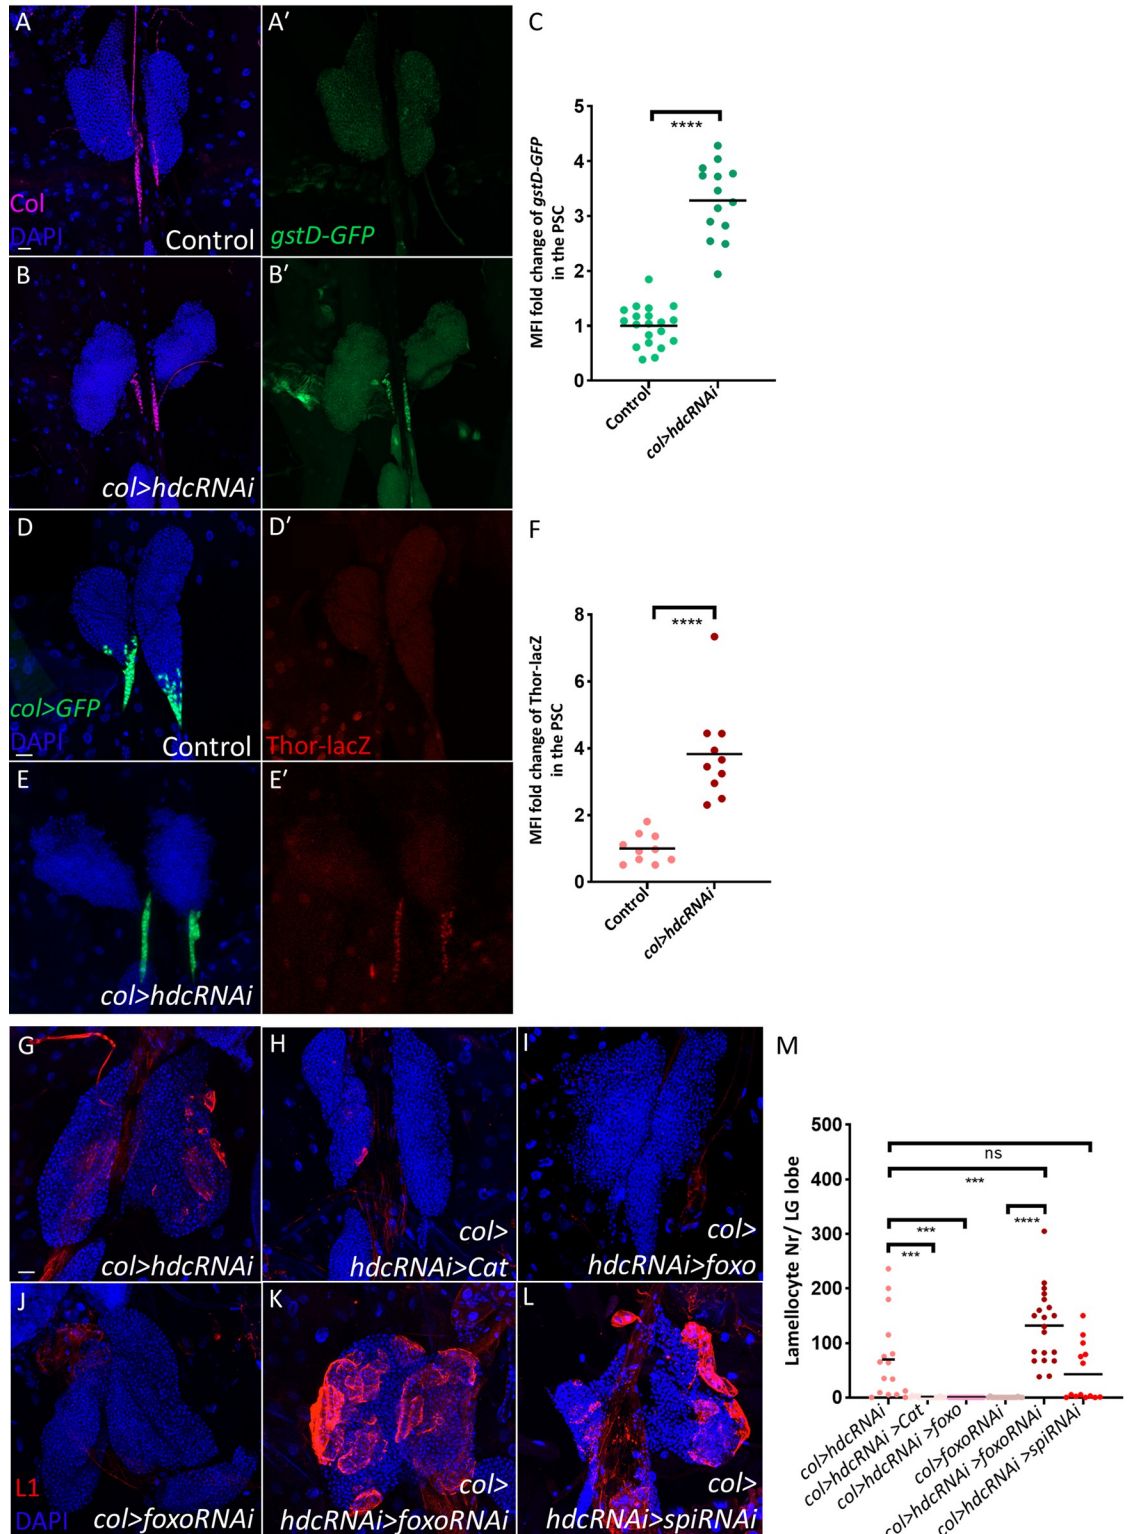 A
Col
DAPI
Control
A′
gstD-GFP
B
col>hdcRNAi
B′
C
MFI fold change of gstD-GFP
in the PSC
5
4
3
2
1
0
****
Control
col>hdcRNAi
D
col>GFP
DAPI
Control
D′
Thor-lacZ
E
col>hdcRNAi
E′
F
MFI fold change of Thor-lacZ
in the PSC
8
6
4
2
0
****
Control
col>hdcRNAi
G
col>hdcRNAi
H
col>
hdcRNAi>Cat
I
col>
hdcRNAi>foxo
J
L1
DAPI
col>foxoRNAi
K
col>
hdcRNAi>foxoRNAi
L
col>
hdcRNAi>spiRNAi
M
Lamellocyte Nr/ LG lobe
500
400
300
200
100
0
ns
***
***
***
****
col>hdcRNAi
col>hdcRNAi >Cat
col>hdcRNAi >foxo
col>foxoRNAi
col>hdcRNAi >foxoRNAi
col>hdcRNAi >spiRNAi